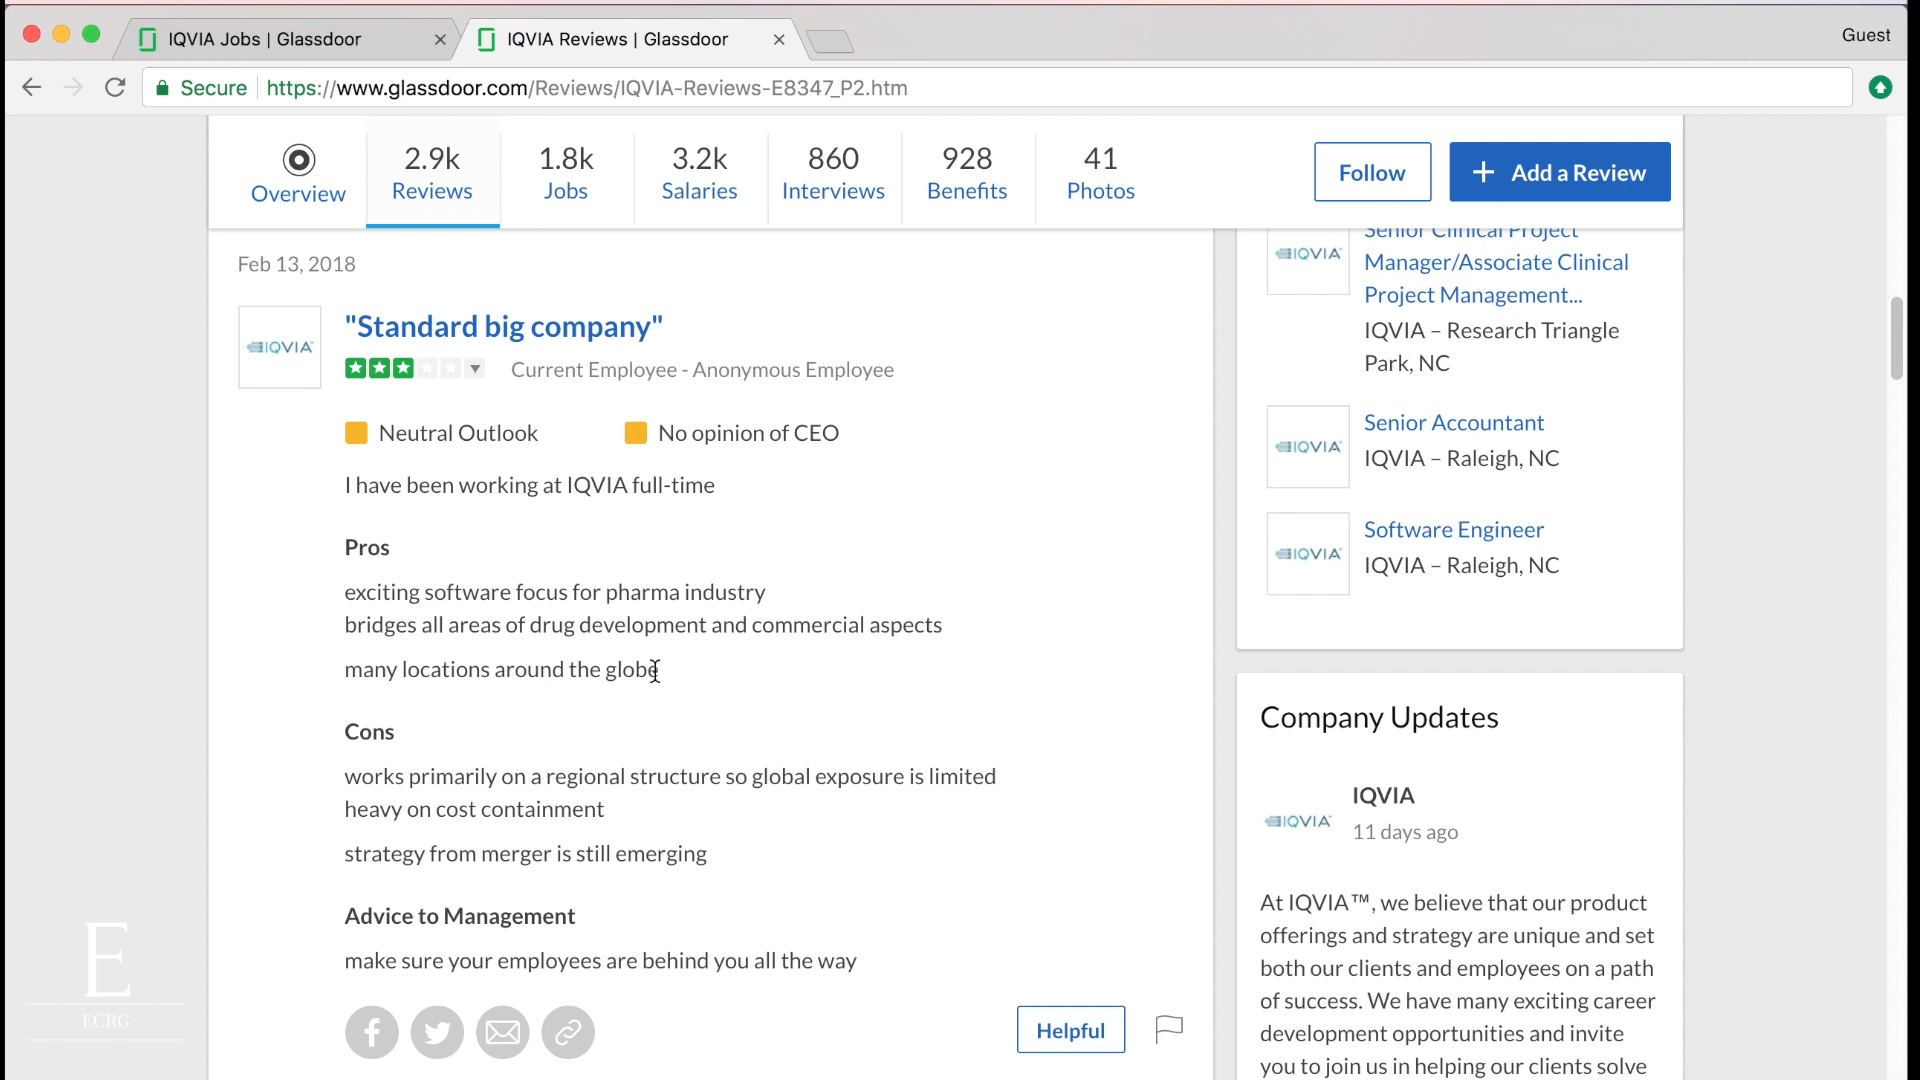 IQVIA Jobs | Glassdoor
IQVIA Reviews | Glassdoor
Guest
Secure
https://www.glassdoor.com/Reviews/IQVIA-Reviews-E8347_P2.htm
Overview
2.9k
Reviews
1.8k
Jobs
3.2k
Salaries
860
Interviews
928
Benefits
41
Photos
Follow
+ Add a Review
Feb 13, 2018
IQVIA
"Standard big company"
Current Employee - Anonymous Employee
Neutral Outlook
No opinion of CEO
I have been working at IQVIA full-time
Pros
exciting software focus for pharma industry
bridges all areas of drug development and commercial aspects
many locations around the globe
Cons
works primarily on a regional structure so global exposure is limited
heavy on cost containment
strategy from merger is still emerging
Advice to Management
make sure your employees are behind you all the way
Helpful
IQVIA
Senior Clinical Project
Manager/Associate Clinical
Project Management...
IQVIA – Research Triangle
Park, NC
IQVIA
Senior Accountant
IQVIA – Raleigh, NC
IQVIA
Software Engineer
IQVIA – Raleigh, NC
Company Updates
IQVIA
IQVIA
11 days ago
At IQVIA™, we believe that our product
offerings and strategy are unique and set
both our clients and employees on a path
of success. We have many exciting career
development opportunities and invite
you to join us in helping our clients solve
E
ECRG